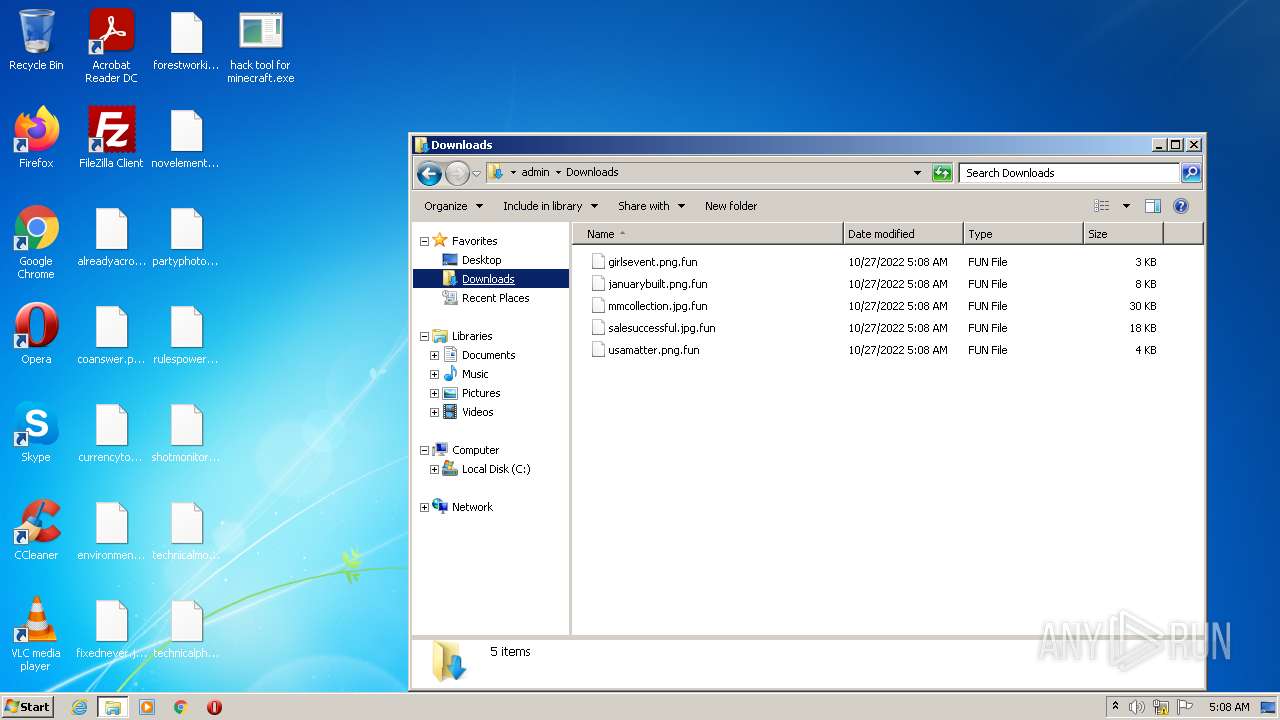 Recycle Bin
Acrobat
Reader DC
forestworki...
hack tool for
minecraft.exe
Firefox
FileZilla Client
novelement...
Google
Chrome
alreadyacro...
partyphoto...
Opera
coanswer.p...
rulespower...
Skype
currencyto...
shotmonitor...
CCleaner
environmen...
technicalmo...
VLC media
player
fixednever.j...
technicalph...
Downloads
admin Downloads
Search Downloads
Organize Include in library Share with New folder
Favorites
Desktop
Downloads
Recent Places
Libraries
Documents
Music
Pictures
Videos
Computer
Local Disk (C:)
Network
Name Date modified Type Size
girlsevent.png.fun 10/27/2022 5:08 AM FUN File 3 KB
januarybuilt.png.fun 10/27/2022 5:08 AM FUN File KB
mmcollection.jpg.fun 10/27/2022 5:08 AM FUN File 30 KB
salesuccessful.jpg.fun 10/27/2022 5:08 AM FUN File KB
usamatter.png.fun 10/27/2022 5:08 AM FUN File 4 KB
5 items
ANY RUN
Start
5:08 AM